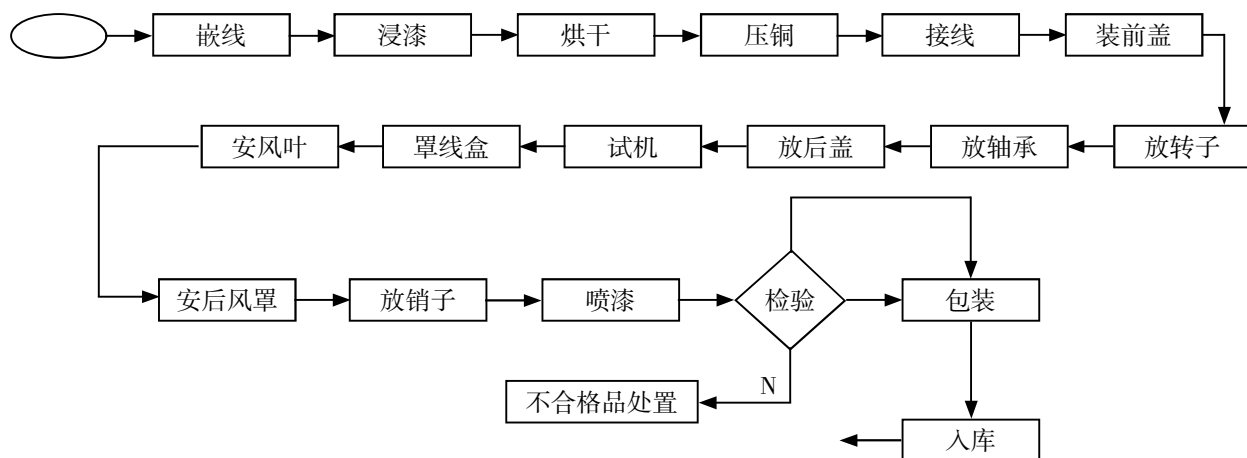 嵌线
浸漆
烘干
压铜
接线
装前盖
放转子
放轴承
放后盖
试机
罩线盒
安风叶
安后风罩
放销子
喷漆
检验
包装
N
不合格品处置
入库